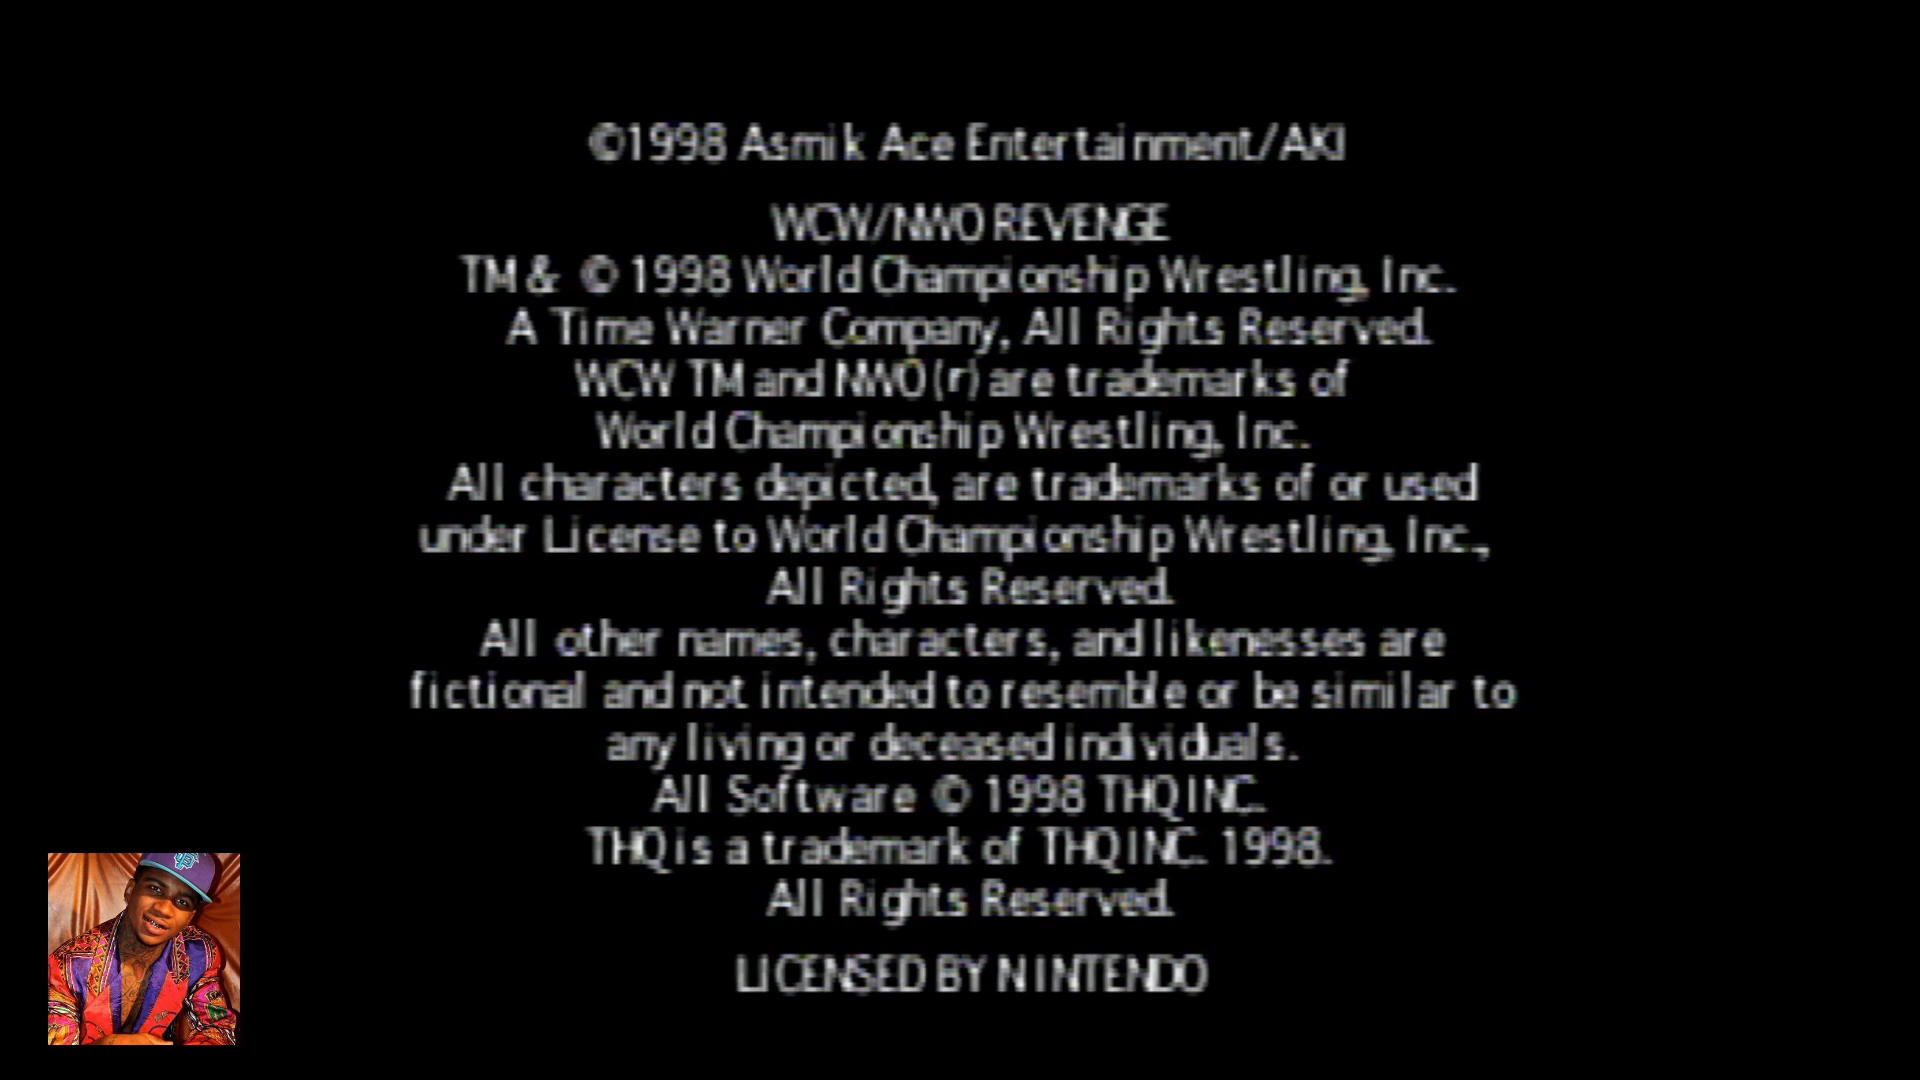 ©1998 Asmik Ace Entertainment/AKI
WCW/NWO REVENGE
TM & © 1998 World Championship Wrestling, Inc.
A Time Warner Company, All Rights Reserved.
WCW TM and NWO(r) are trademarks of
World Championship Wrestling, Inc.
All characters depicted, are trademarks of or used
under License to World Championship Wrestling, Inc.,
All Rights Reserved.
All other names, characters, and likenesses are
fictional and not intended to resemble or be similar to
any living or deceased individuals.
All Software © 1998 THQ INC.
THQ is a trademark of THQ INC. 1998.
All Rights Reserved.
LICENSED BY NINTENDO